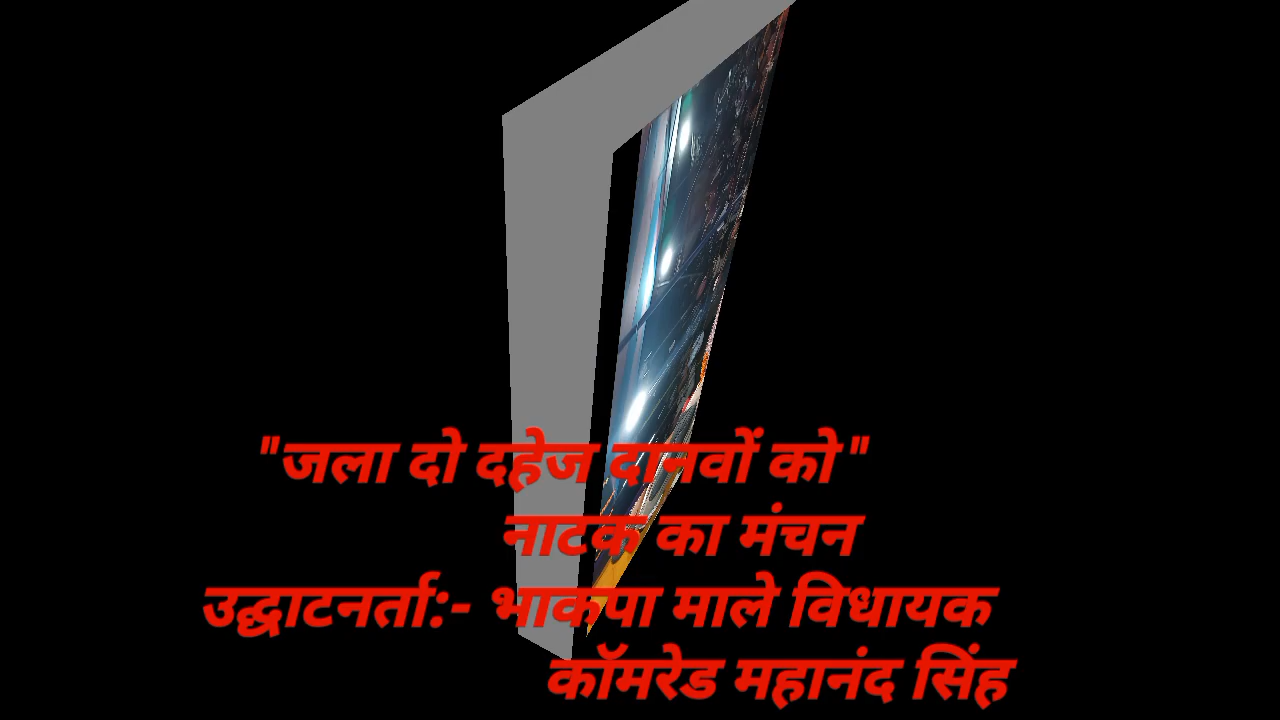 "जला दो दहेज दानवों को"
नाटक का मंचन
उद्घाटनर्ता:- भाकपा माले विधायक
कॉमरेड महानंद सिंह